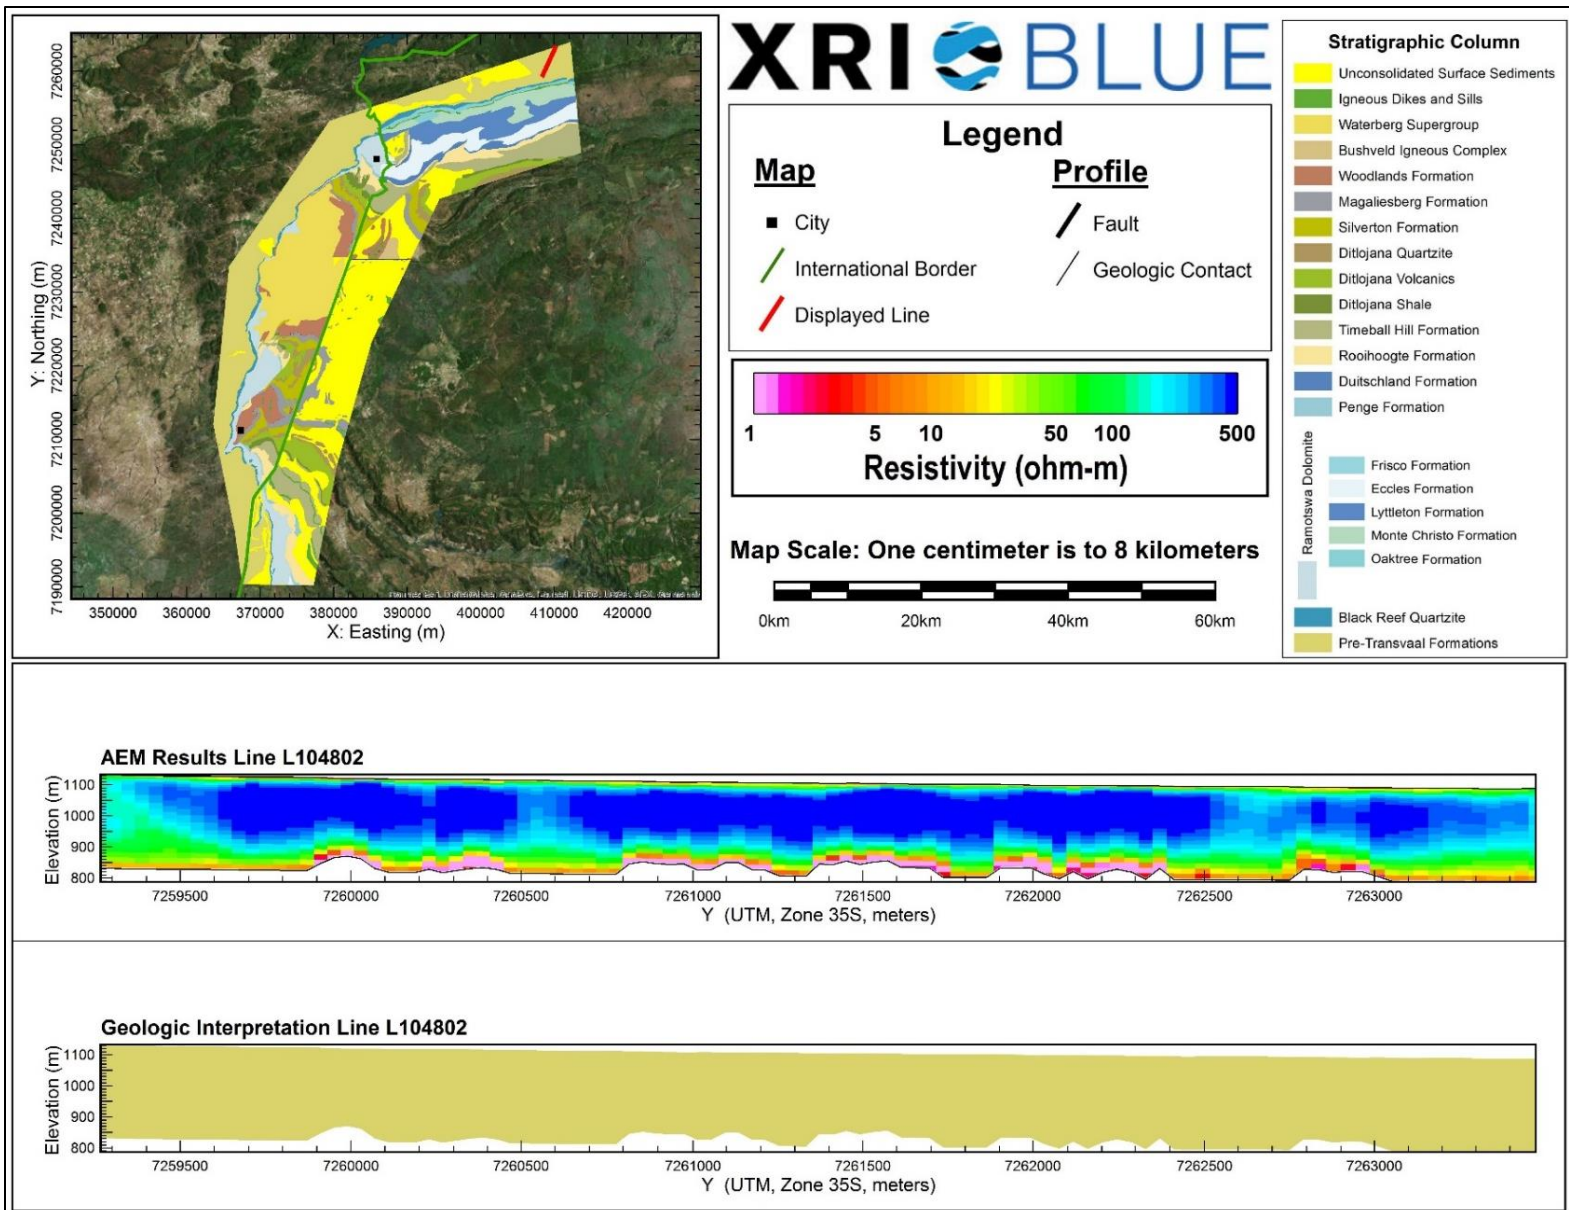 XRI BLUE
7260000
7250000
7240000
7230000
7220000
7210000
7200000
7190000
Y: Northing (m)
350000 360000 370000 380000 390000 400000 410000 420000
X: Easting (m)
Legend
Map
City
International Border
Displayed Line
Profile
Fault
Geologic Contact
1 5 10 50 100 500
Resistivity (ohm-m)
Map Scale: One centimeter is to 8 kilometers
0km 20km 40km 60km
Stratigraphic Column
Unconsolidated Surface Sediments
Igneous Dikes and Sills
Waterberg Supergroup
Bushveld Igneous Complex
Woodlands Formation
Magaliesberg Formation
Silverton Formation
Ditlojana Quartzite
Ditlojana Volcanics
Ditlojana Shale
Timeball Hill Formation
Rooihoogte Formation
Duitschland Formation
Penge Formation
Ramotswa Dolomite
Frisco Formation
Eccles Formation
Lyttleton Formation
Monte Christo Formation
Oaktree Formation
Black Reef Quartzite
Pre-Transvaal Formations
AEM Results Line L104802
Elevation (m)
1100
1000
900
800
7259500 7260000 7260500 7261000 7261500 7262000 7262500 7263000
Y (UTM, Zone 35S, meters)
Geologic Interpretation Line L104802
Elevation (m)
1100
1000
900
800
7259500 7260000 7260500 7261000 7261500 7262000 7262500 7263000
Y (UTM, Zone 35S, meters)